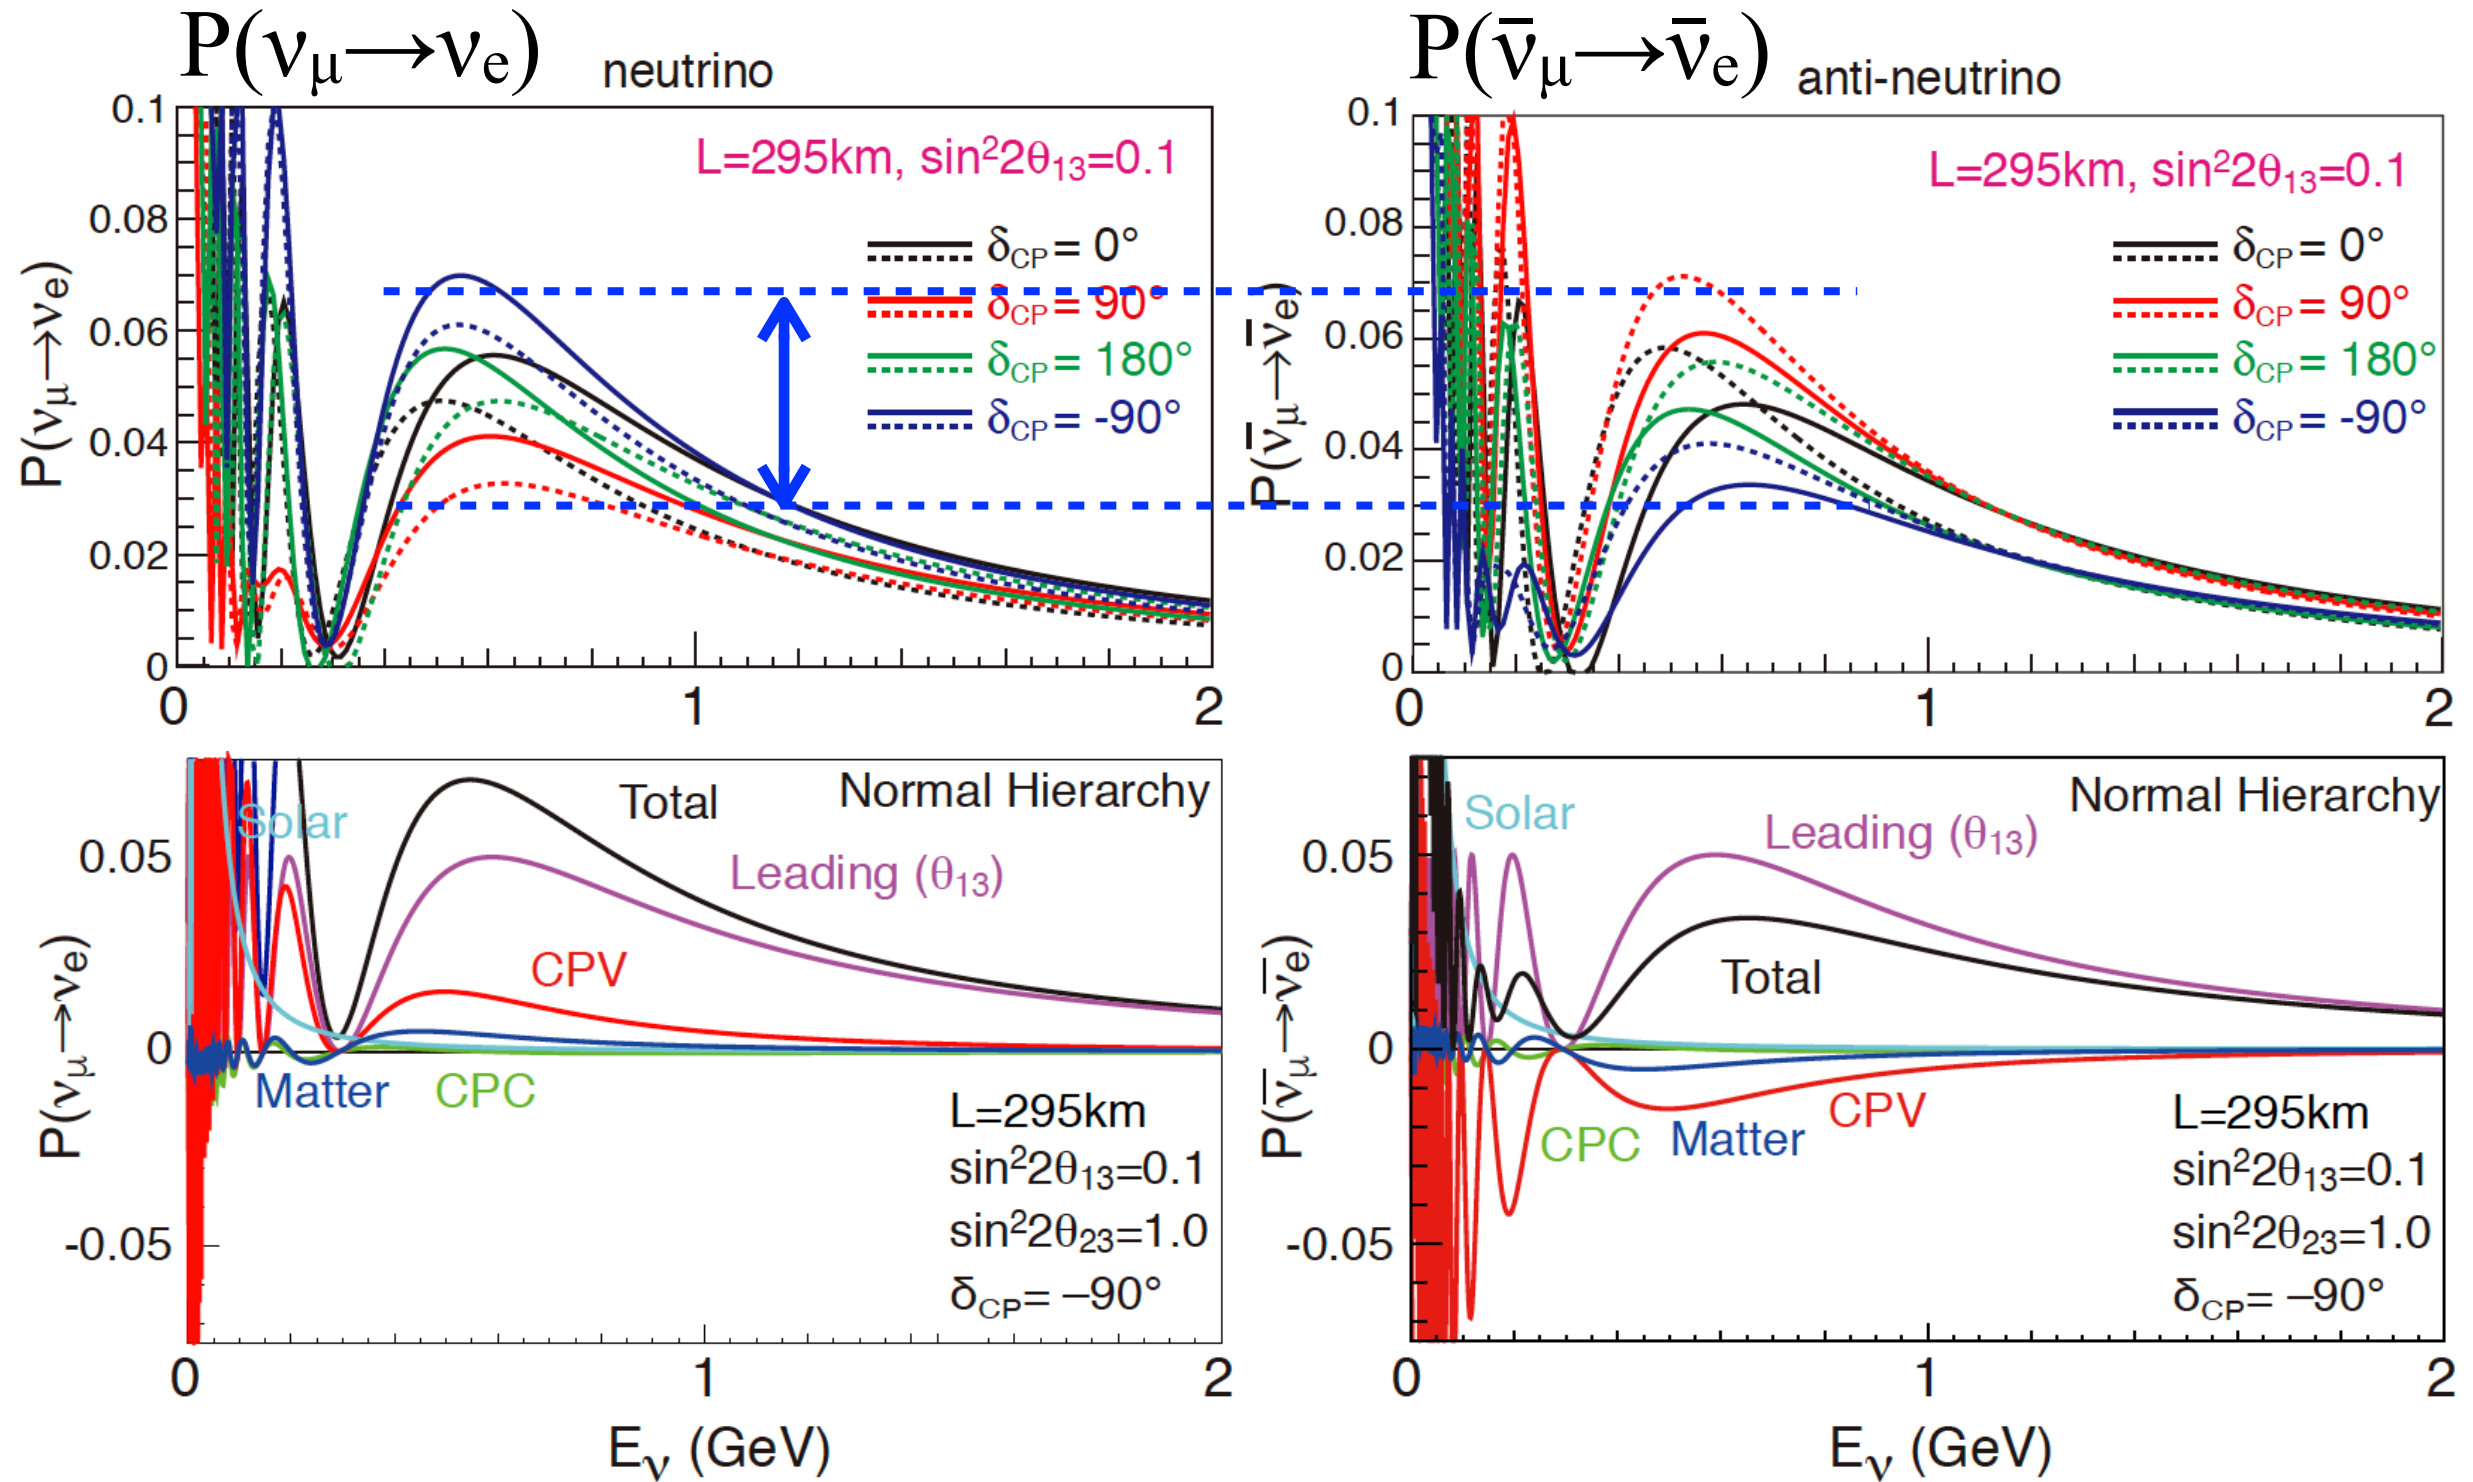 P(νμ→νe) neutrino
0.1
0.08
0.06
0.04
0.02
0
P(νμ→νe)
L=295km, sin²2θ₁₃=0.1
δCP = 0°
δCP = 90°
δCP = 180°
δCP = -90°
0 1 2
P(ν̅μ→ν̅e) anti-neutrino
0.1
0.08
0.06
0.04
0.02
0
P(ν̅μ→ν̅e)
L=295km, sin²2θ₁₃=0.1
δCP = 0°
δCP = 90°
δCP = 180°
δCP = -90°
0 1 2
0.05
0
-0.05
P(νμ→νe)
Solar
Total
Normal Hierarchy
Leading (θ₁₃)
CPV
Matter
CPC
L=295km
sin²2θ₁₃=0.1
sin²2θ₂₃=1.0
δCP= –90°
0 1 2
Eν (GeV)
0.05
0
-0.05
P(ν̅μ→ν̅e)
Solar
Normal Hierarchy
Leading (θ₁₃)
Total
CPV
CPC
Matter
L=295km
sin²2θ₁₃=0.1
sin²2θ₂₃=1.0
δCP= –90°
0 1 2
Eν (GeV)